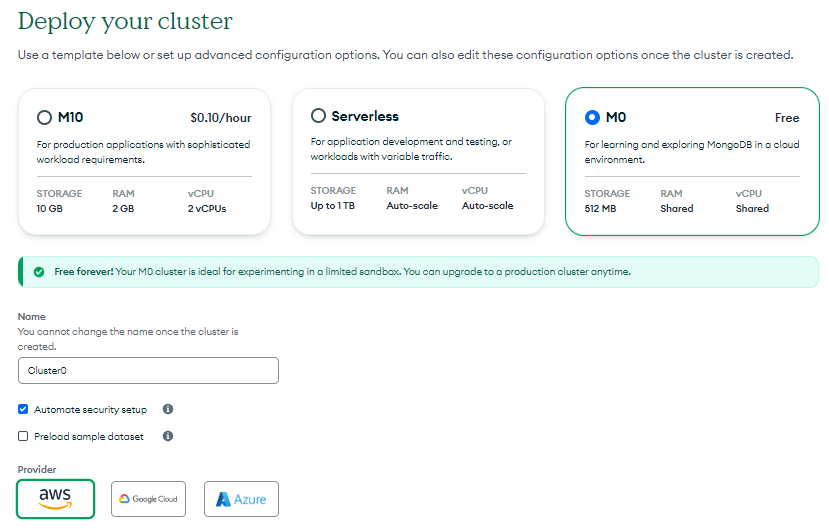 Deploy your cluster
Use a template below or set up advanced configuration options. You can also edit these configuration options once the cluster is created.
M10 $0.10/hour
For production applications with sophisticated
workload requirements.
STORAGE RAM vCPU
10 GB 2 GB 2 vCPUs
Serverless
For application development and testing, or
workloads with variable traffic.
STORAGE RAM vCPU
Up to 1 TB Auto-scale Auto-scale
M0 Free
For learning and exploring MongoDB in a cloud
environment.
STORAGE RAM vCPU
512 MB Shared Shared
Free forever! Your M0 cluster is ideal for experimenting in a limited sandbox. You can upgrade to a production cluster anytime.
Name
You cannot change the name once the cluster is
created.
Cluster0
Automate security setup
Preload sample dataset
Provider
aws Google Cloud Azure